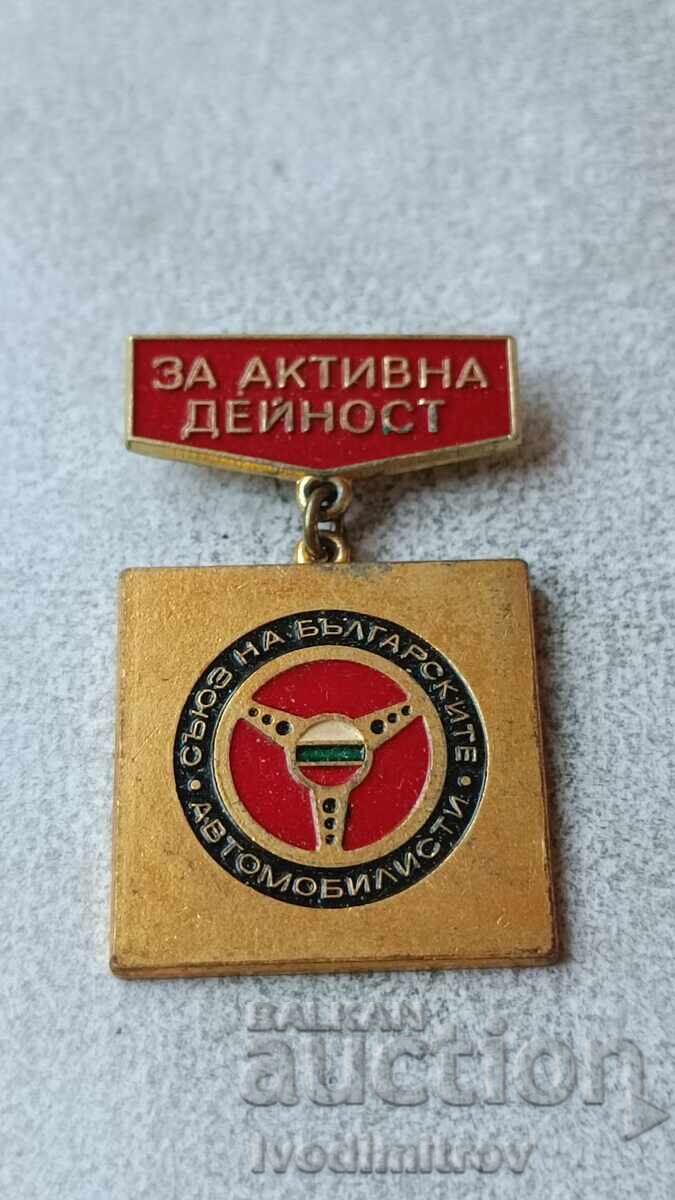 ЗА АКТИВНА
ДЕЙНОСТ
СЪЮЗ НА БЪЛГАРСКИТЕ
• АВТОМОБИЛИСТИ •
BALKAN
auction
Ivodimitrov